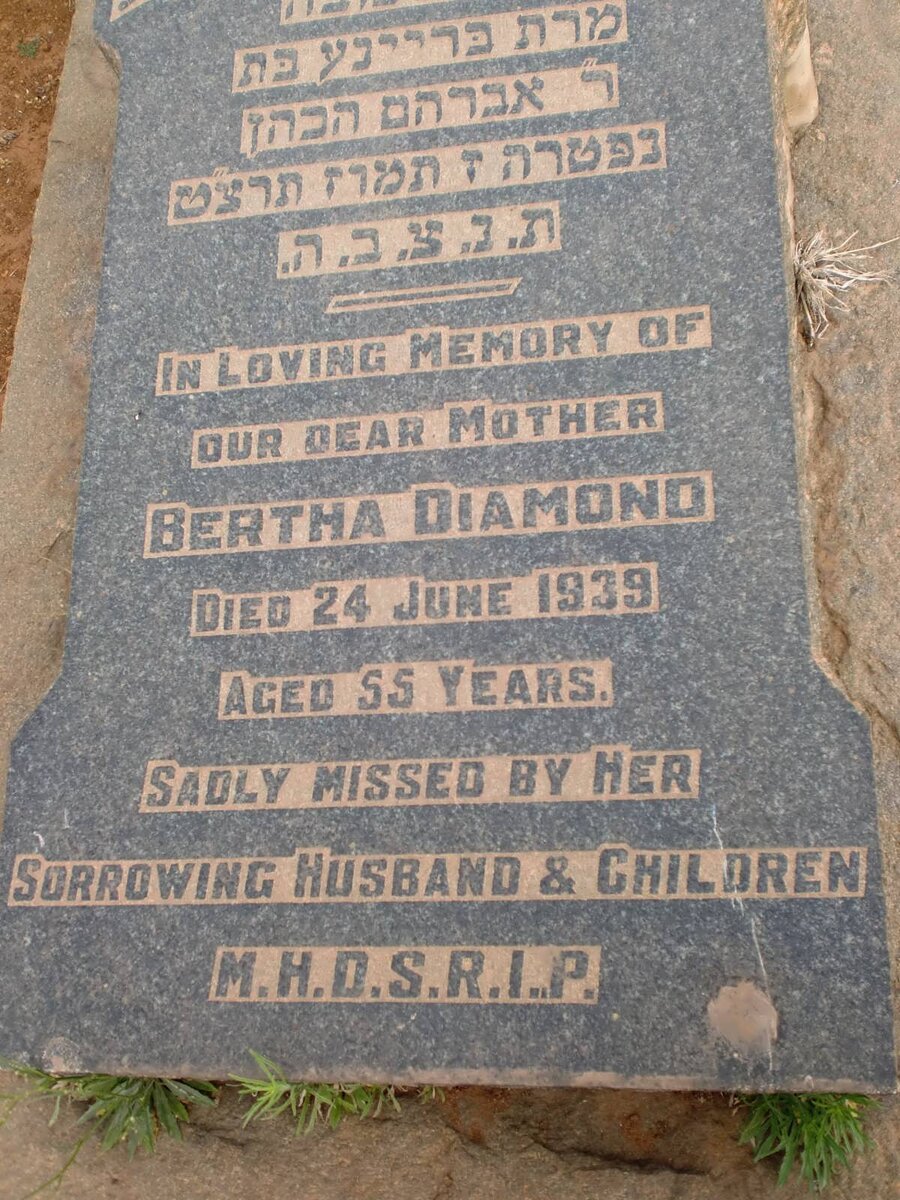 מרת בריינע בת
ר" אברהם הכהן
נפטרה ז תמוז תרצ"ט
ת. נ. צ. ב. ה.
IN LOVING MEMORY OF
OUR DEAR MOTHER
BERTHA DIAMOND
DIED 24 JUNE 1939
AGED 55 YEARS.
SADLY MISSED BY HER
SORROWING HUSBAND & CHILDREN
M.H.D.S.R.I.P.